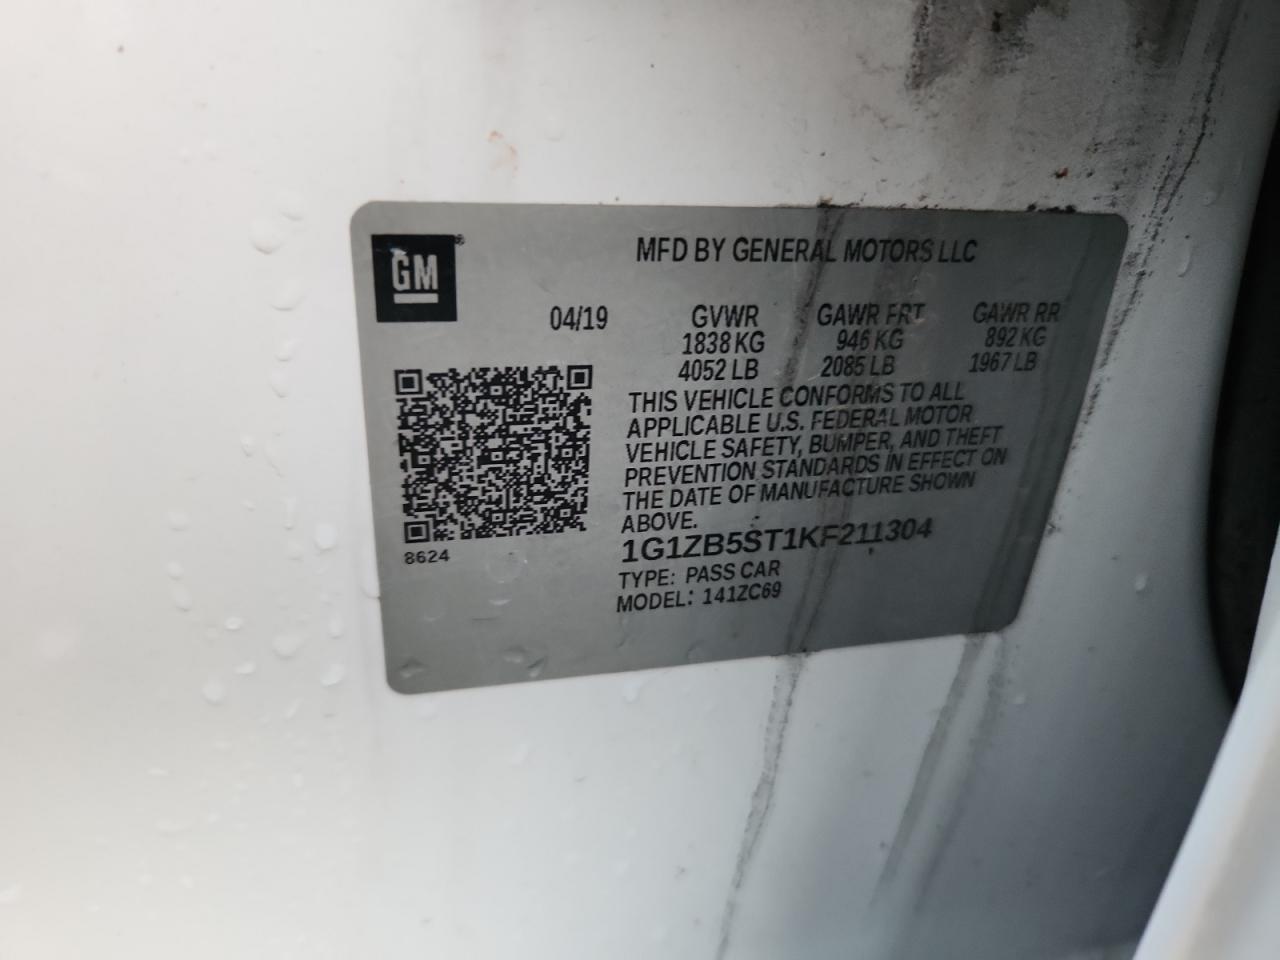 GM®
MFD BY GENERAL MOTORS LLC
04/19 GVWR GAWR FRT GAWR RR
1838 KG 946 KG 892 KG
4052 LB 2085 LB 1967 LB
THIS VEHICLE CONFORMS TO ALL
APPLICABLE U.S. FEDERAL MOTOR
VEHICLE SAFETY, BUMPER, AND THEFT
PREVENTION STANDARDS IN EFFECT ON
THE DATE OF MANUFACTURE SHOWN
ABOVE.
1G1ZB5ST1KF211304
TYPE: PASS CAR
MODEL: 141ZC69
8624